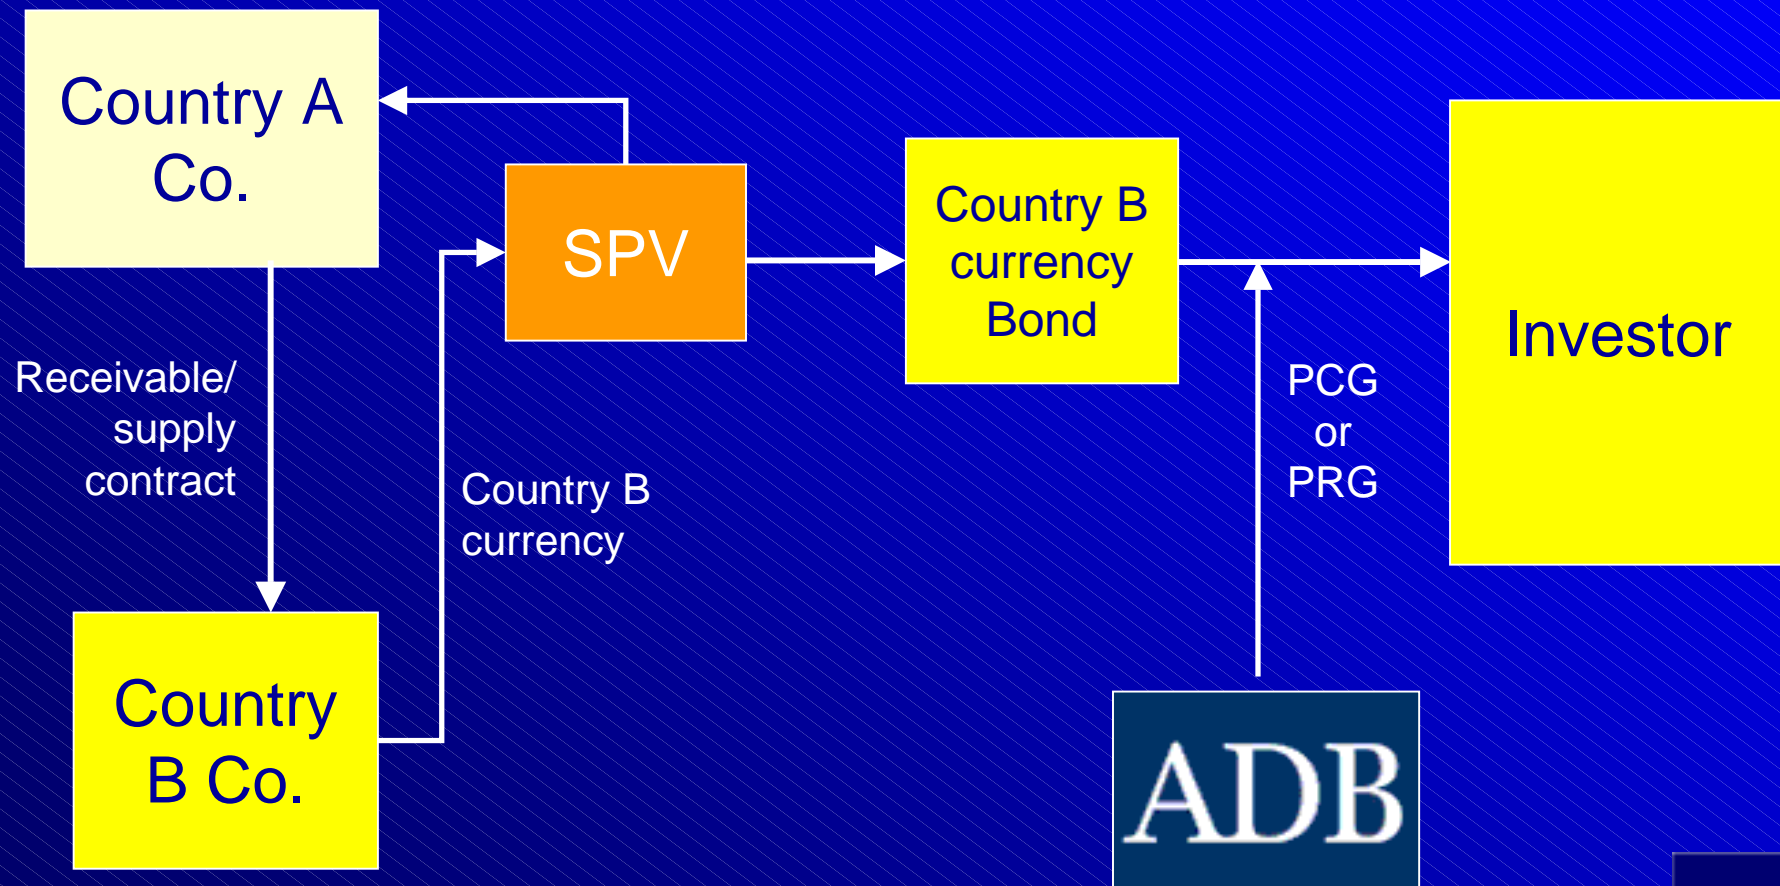 Country A
Co.
SPV
Country B
currency
Bond
Investor
Receivable/
supply
contract
Country B
currency
PCG
or
PRG
Country
B Co.
ADB